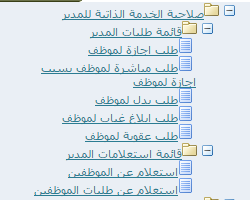 صلاحية الخدمة الذاتية للمدير
قائمة طلبات المدير
طلب اجازة لموظف
طلب مباشرة لموظف بسبب
اجازة لموظف
طلب بدل لموظف
طلب ابلاغ غياب لموظف
طلب عقوبة لموظف
قائمة استعلامات المدير
استعلام عن الموظفين
استعلام عن طلبات الموظفين